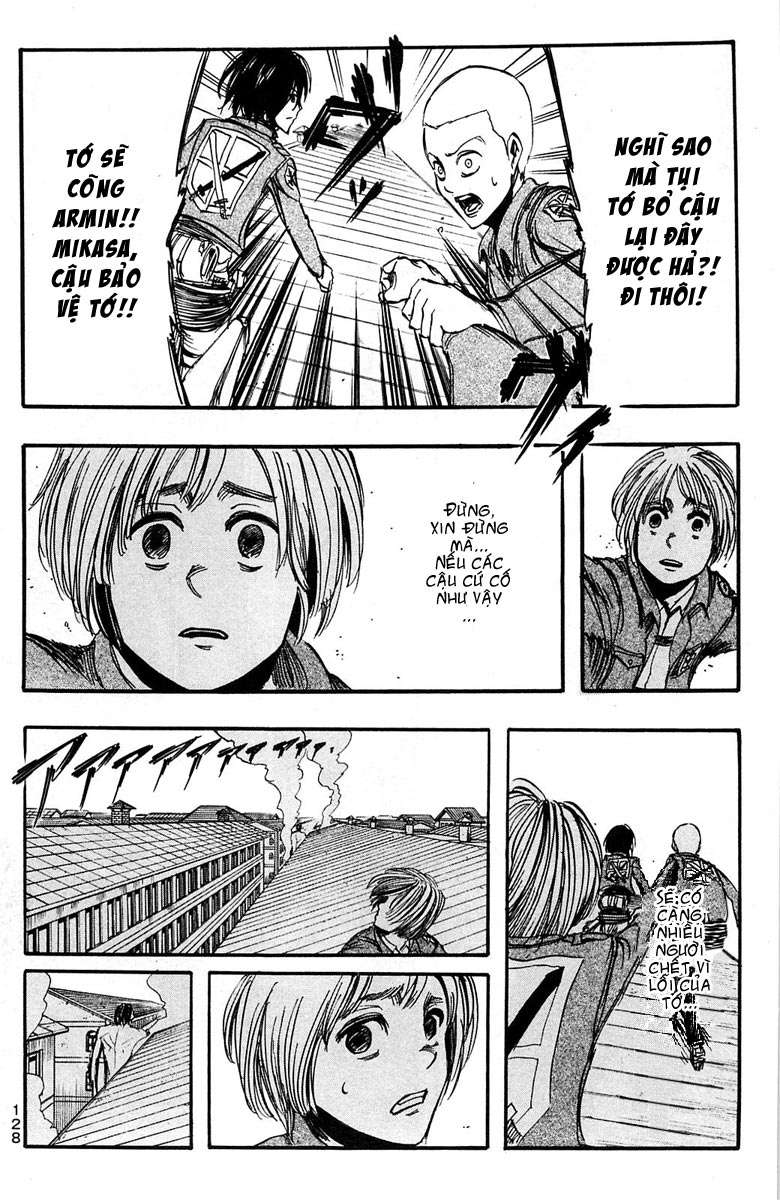 NGHĨ SAO
MÀ TỤI
TỚ BỎ CẬU
LẠI ĐÂY
ĐƯỢC HẢ?!
ĐI THÔI!
TỚ SẼ
CÕNG
ARMIN!!
MIKASA,
CẬU BẢO
VỆ TỚ!!
ĐỪNG,
XIN ĐỪNG
MÀ...
NẾU CÁC
CẬU CỨ CỐ
NHƯ VẬY
...
SẼ CÓ
CÀNG
NHIỀU
NGƯỜI
CHẾT VÌ
LỖI CỦA
TỚ...
128